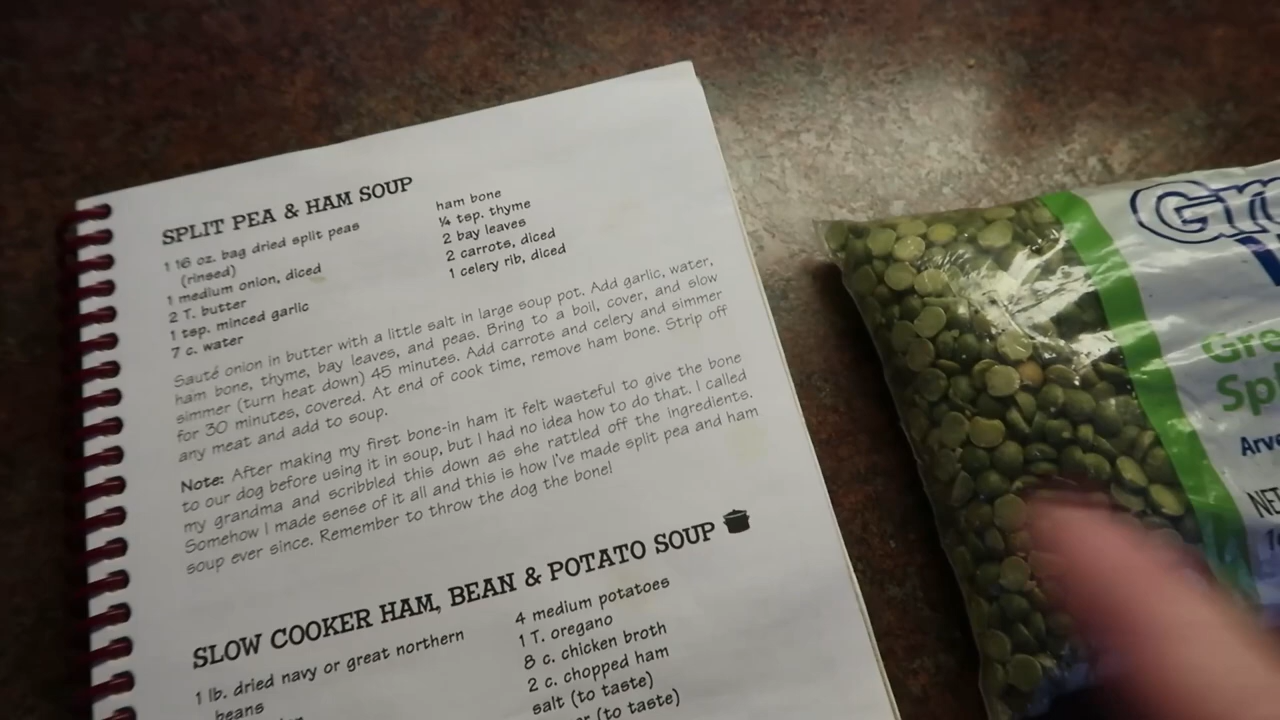 SPLIT PEA & HAM SOUP
1 16 oz. bag dried split peas
(rinsed)
1 medium onion, diced
2 T. butter
1 tsp. minced garlic
7 c. water
ham bone
¼ tsp. thyme
2 bay leaves
2 carrots, diced
1 celery rib, diced
Sauté onion in butter with a little salt in large soup pot. Add garlic, water,
ham bone, thyme, bay leaves, and peas. Bring to a boil, cover, and slow
simmer (turn heat down) 45 minutes. Add carrots and celery and simmer
for 30 minutes, covered. At end of cook time, remove ham bone. Strip off
any meat and add to soup.
Note: After making my first bone-in ham it felt wasteful to give the bone
to our dog before using it in soup, but I had no idea how to do that. I called
my grandma and scribbled this down as she rattled off the ingredients.
Somehow I made sense of it all and this is how I've made split pea and ham
soup ever since. Remember to throw the dog the bone!
SLOW COOKER HAM, BEAN & POTATO SOUP
1 lb. dried navy or great northern
beans
4 medium potatoes
1 T. oregano
8 c. chicken broth
2 c. chopped ham
salt (to taste)
(to taste)
Gre
Spl
Arve
NE